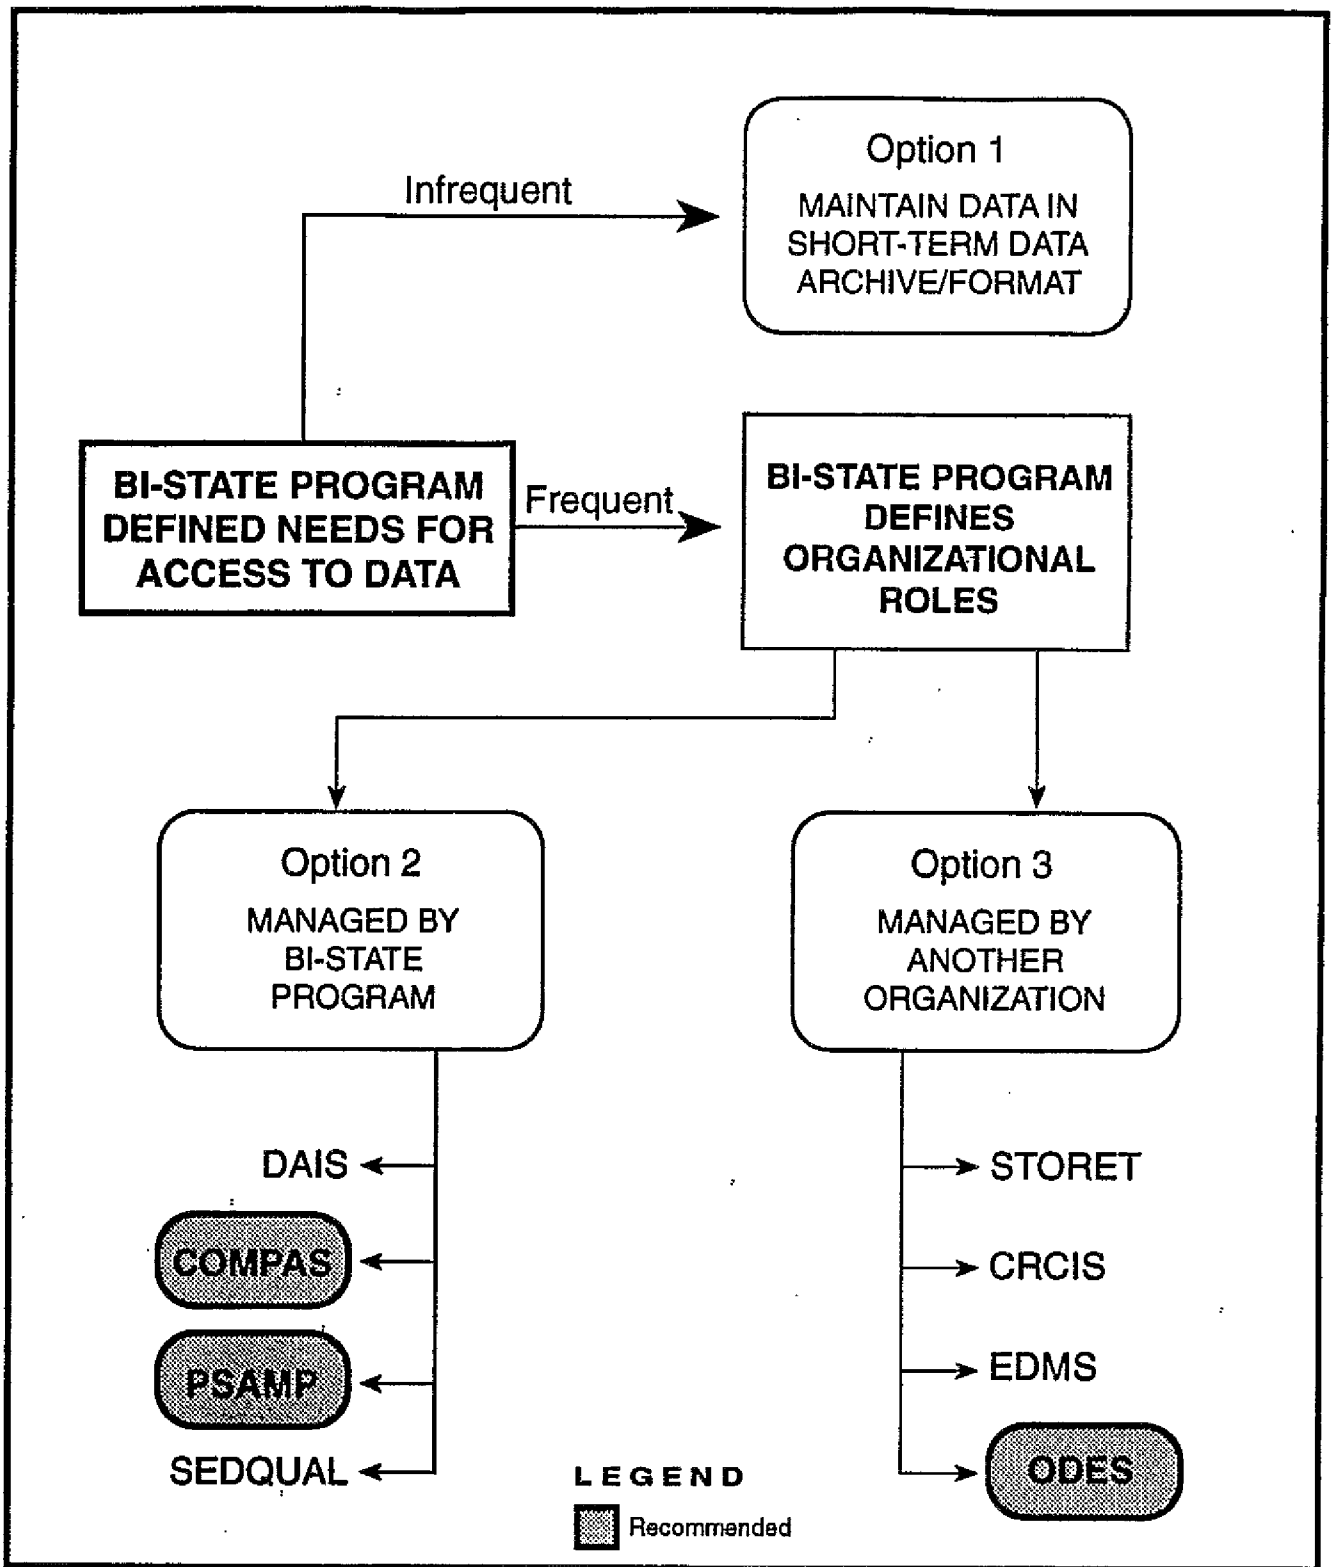 Option 1
Infrequent
MAINTAIN DATA IN
SHORT-TERM DATA
ARCHIVE/FORMAT
BI-STATE PROGRAM
DEFINED NEEDS FOR
ACCESS TO DATA
Frequent
BI-STATE PROGRAM
DEFINES
ORGANIZATIONAL
ROLES
Option 2
MANAGED BY
BI-STATE
PROGRAM
Option 3
MANAGED BY
ANOTHER
ORGANIZATION
DAIS
COMPAS
PSAMP
SEDQUAL
STORET
CRCIS
EDMS
ODES
LEGEND
Recommended